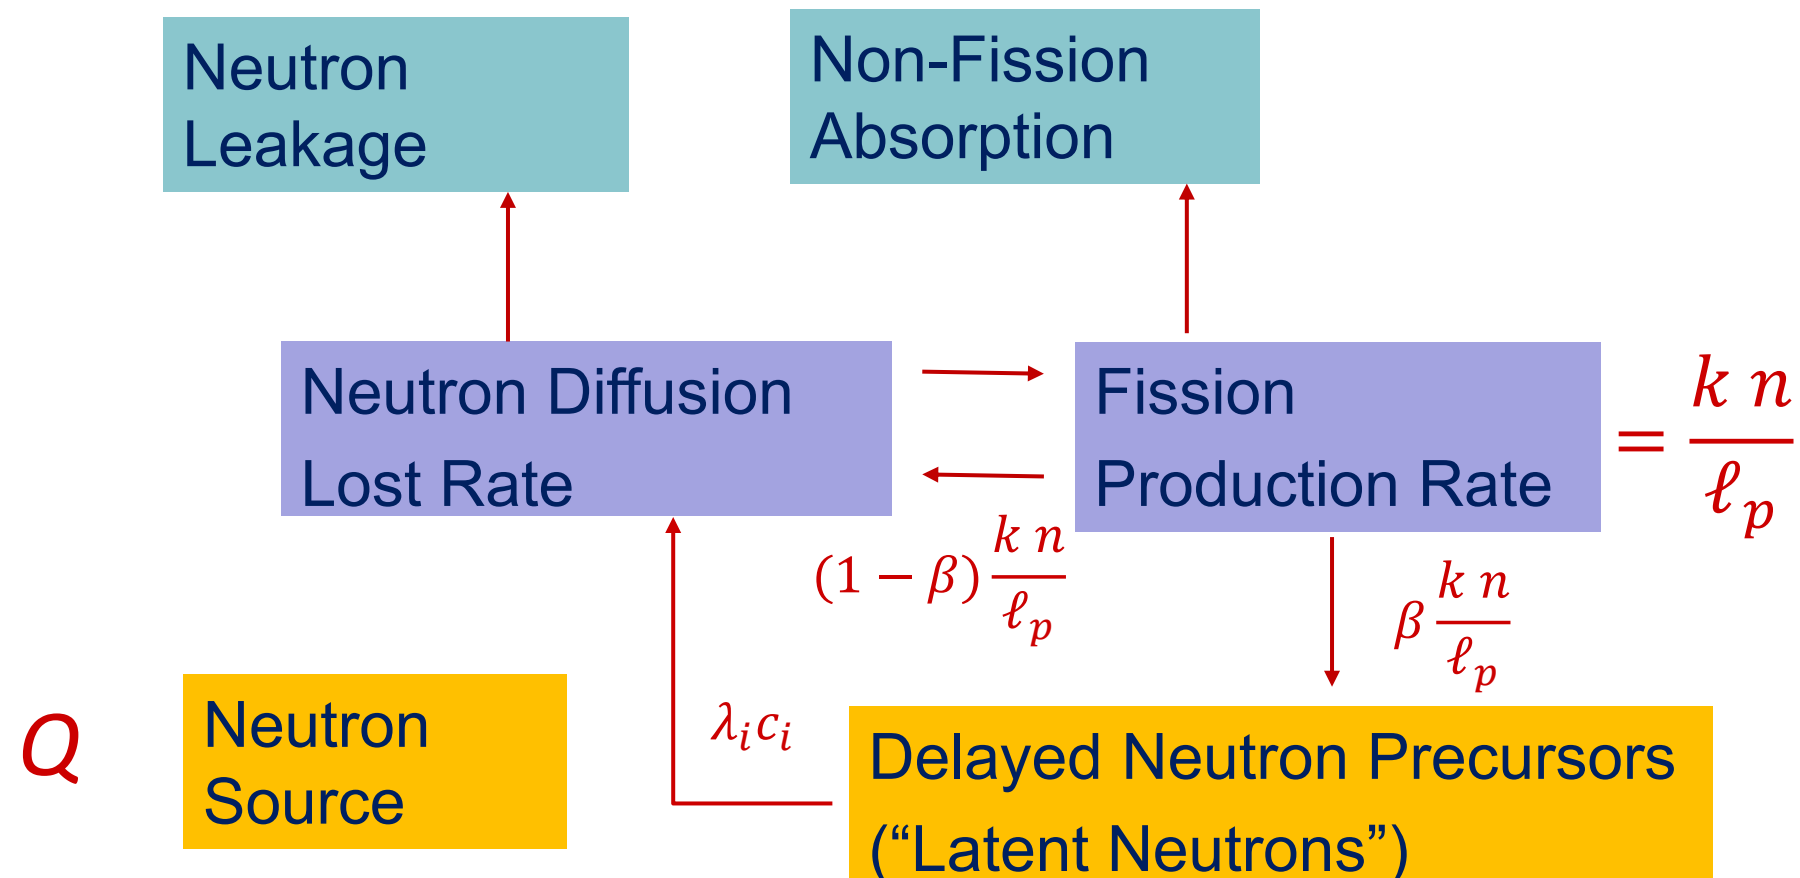 Neutron
Leakage
Non-Fission
Absorption
Neutron Diffusion
Lost Rate
Fission
Production Rate
= k n / ℓₚ
(1 − β) k n / ℓₚ
β k n / ℓₚ
Q
Neutron
Source
λᵢcᵢ
Delayed Neutron Precursors
(“Latent Neutrons”)